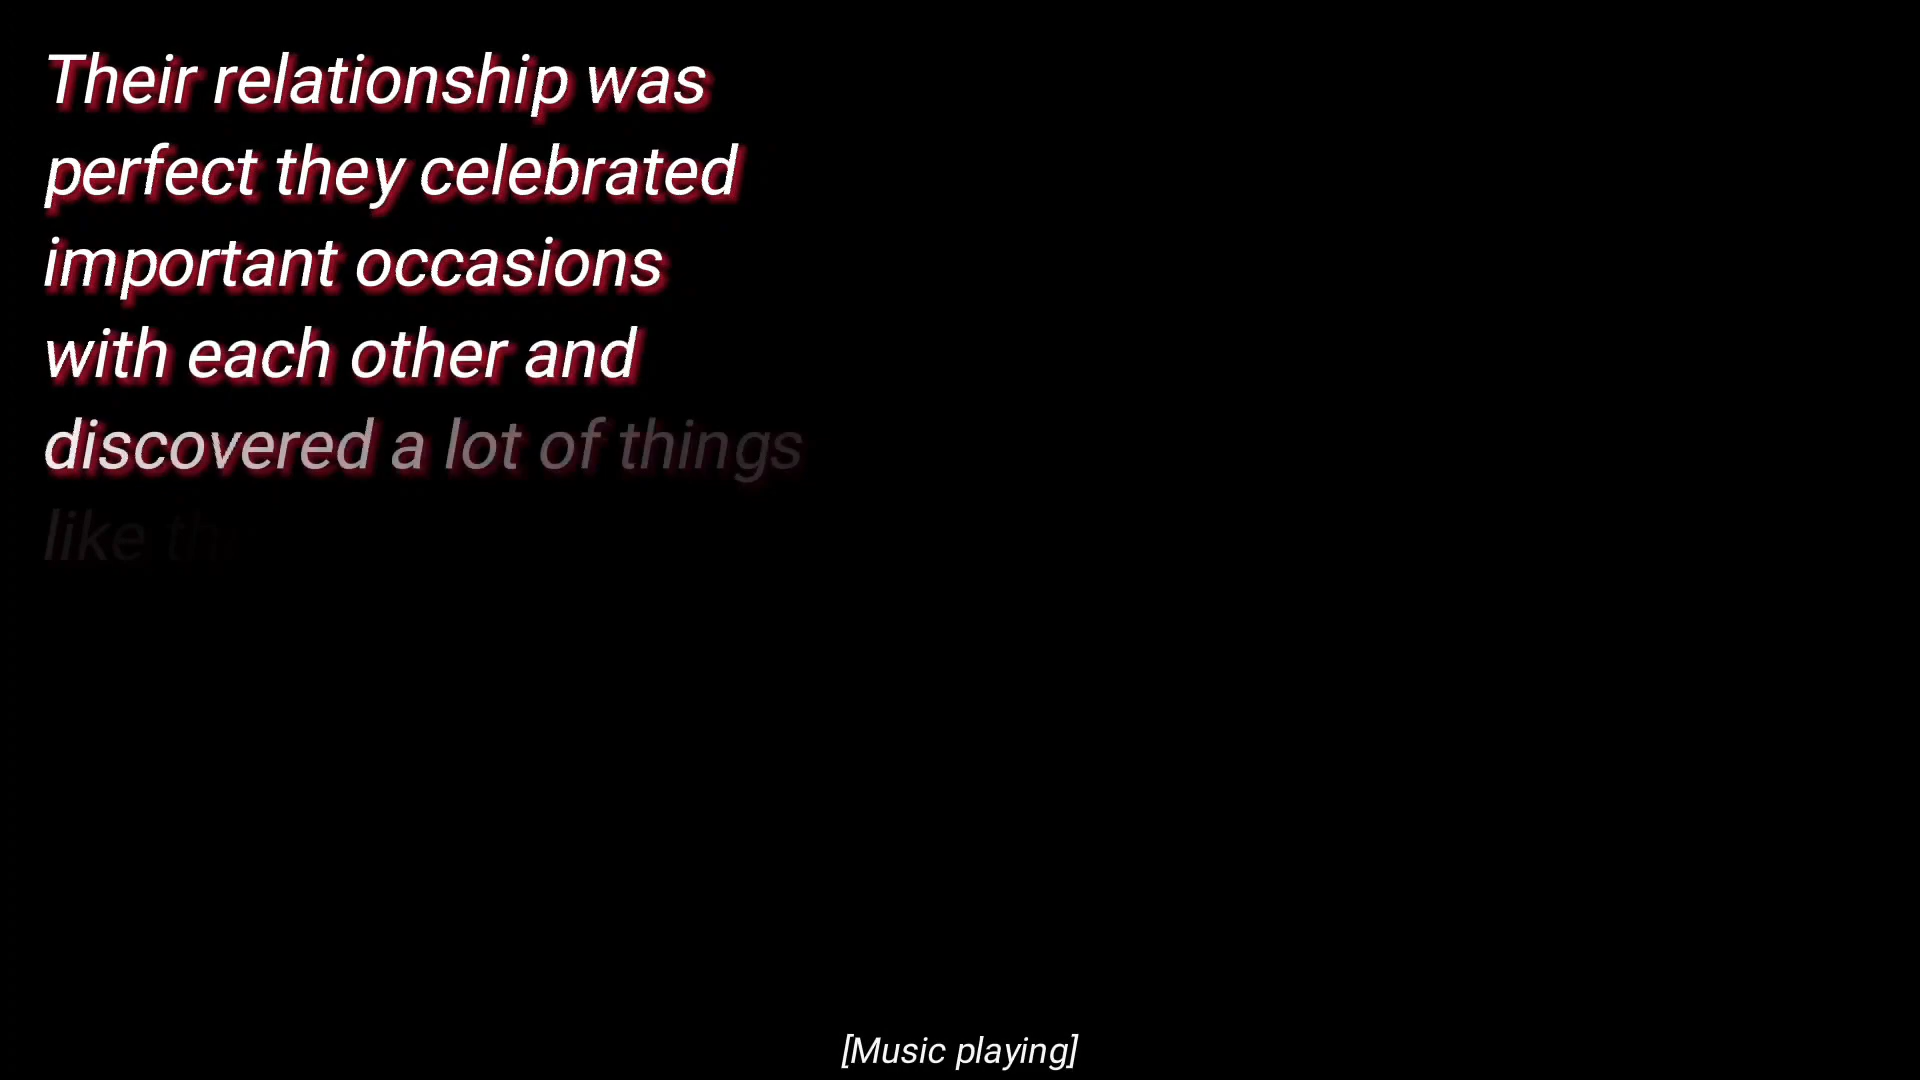 Their relationship was
perfect they celebrated
important occasions
with each other and
discovered a lot of things
like
[Music playing]